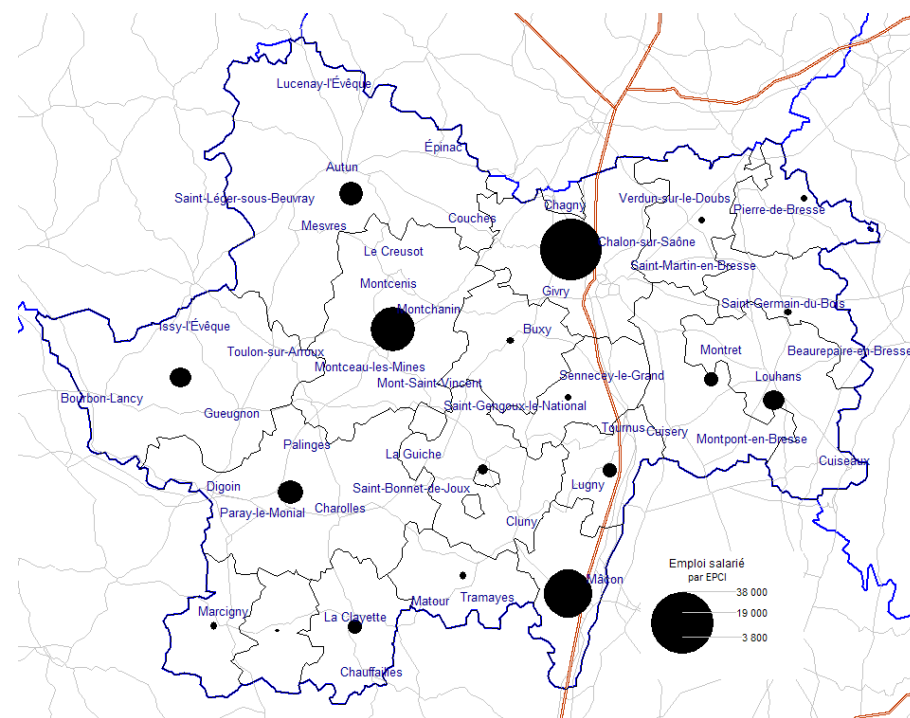 Lucenay-l'Évêque
Épinac
Autun
Saint-Léger-sous-Beuvray
Verdun-sur-le-Doubs
Chagny
Pierre-de-Bresse
Couches
Mesvres
Chalon-sur-Saône
Le Creusot
Saint-Martin-en-Bresse
Montcenis
Givry
Saint-Germain-du-Bois
Montchanin
Issy-l'Évêque
Buxy
Toulon-sur-Arroux
Montret
Beaurepaire-en-Bresse
Montceau-les-Mines
Sennecey-le-Grand
Louhans
Mont-Saint-Vincent
Bourbon-Lancy
Saint-Gengoux-le-National
Gueugnon
Tournus
Cuisery
Palinges
Montpont-en-Bresse
La Guiche
Cuiseaux
Digoin
Saint-Bonnet-de-Joux
Lugny
Charolles
Paray-le-Monial
Cluny
Emploi salarié
par EPCI
38 000
19 000
3 800
Mâcon
Matour
Tramayes
Marcigny
La Clayette
Chauffailles